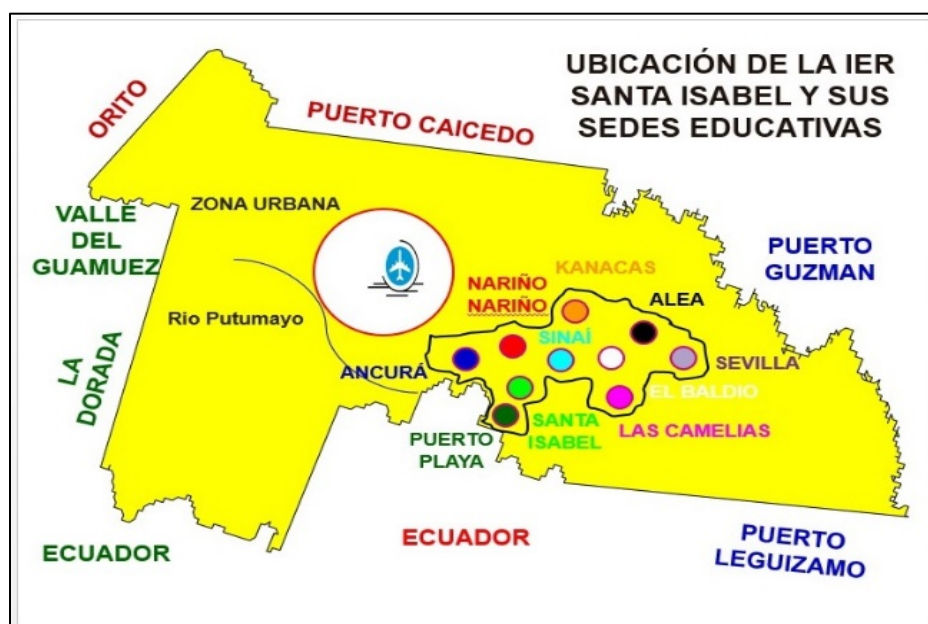 UBICACIÓN DE LA IER
SANTA ISABEL Y SUS
SEDES EDUCATIVAS
ORITO
PUERTO CAICEDO
ZONA URBANA
VALLE
DEL
GUAMUEZ
PUERTO
GUZMAN
KANACAS
NARIÑO
NARIÑO
ALEA
Rio Putumayo
SINAÍ
LA
DORADA
ANCURÁ
SEVILLA
EL BALDIO
SANTA
ISABEL
LAS CAMELIAS
PUERTO
PLAYA
ECUADOR
ECUADOR
PUERTO
LEGUIZAMO